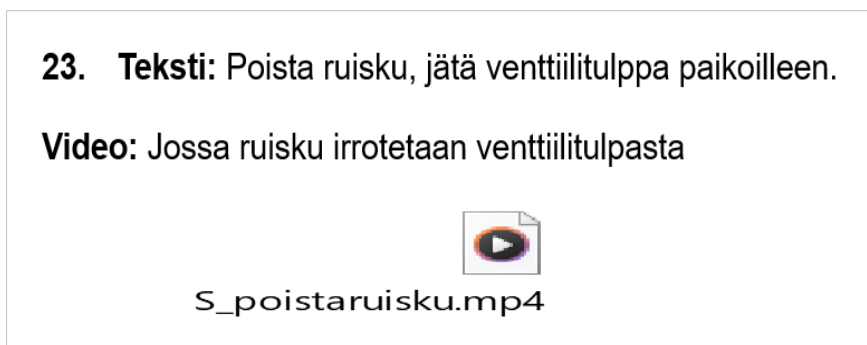 23. Teksti: Poista ruisku, jätä venttiilitulppa paikoilleen.
Video: Jossa ruisku irrotetaan venttiilitulpasta
S_poistaruisku.mp4